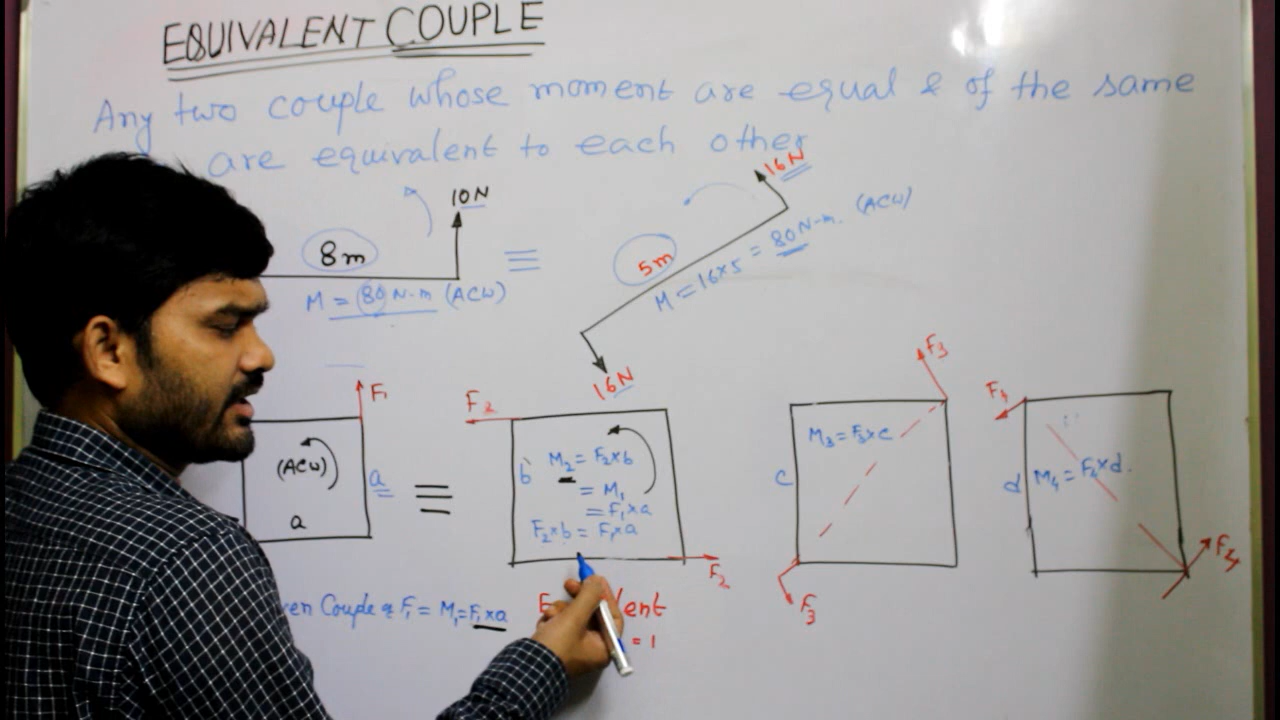 EQUIVALENT COUPLE
Any two couple whose moment are equal & of the same
are equivalent to each other
10N
8m
M = 80 N-m (ACW)
≡
16N
5m
M = 16×5 = 80 N-m. (ACW)
16N
F₁
(ACW)
a
a
≡
F₂
b
M₂ = F₂×b
= M₁
= F₁×a
F₂×b = F₁×a
F₂
F₃
M₃ = F₃×c
c
F₃
F₄
d
M₄ = F₄×d.
F₄
Couple of F₁ = M₁ = F₁×a
= 1